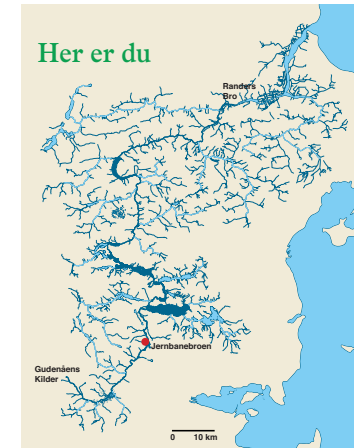 Her er du
Randers
Bro
Jernbanebroen
Gudenåens
Kilder
0 10 km